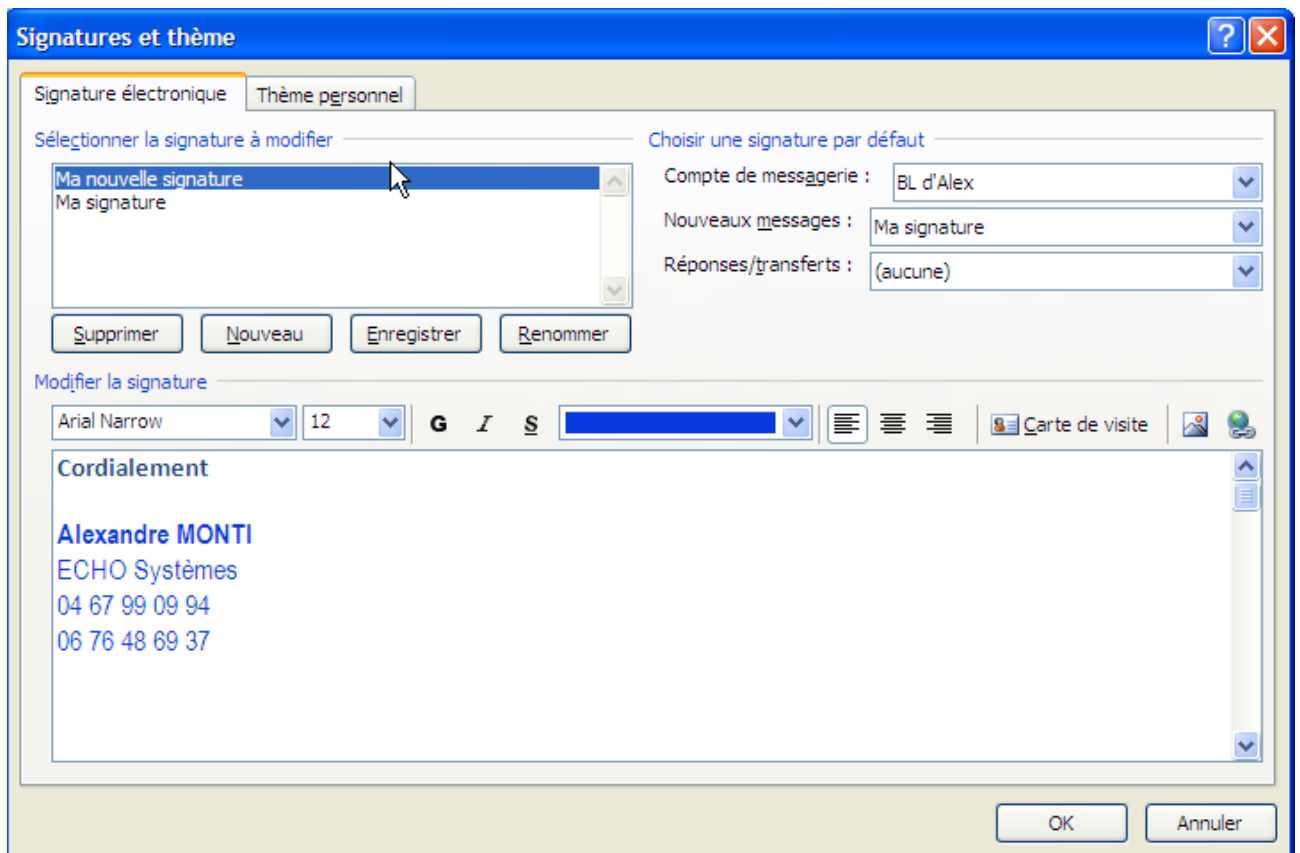 Signatures et thème
Signature électronique
Thème personnel
Sélectionner la signature à modifier
Ma nouvelle signature
Ma signature
Supprimer
Nouveau
Enregistrer
Renommer
Choisir une signature par défaut
Compte de messagerie :
BL d'Alex
Nouveaux messages :
Ma signature
Réponses/transferts :
(aucune)
Modifier la signature
Arial Narrow
12
G
I
S
Carte de visite
Cordialement
Alexandre MONTI
ECHO Systèmes
04 67 99 09 94
06 76 48 69 37
OK
Annuler